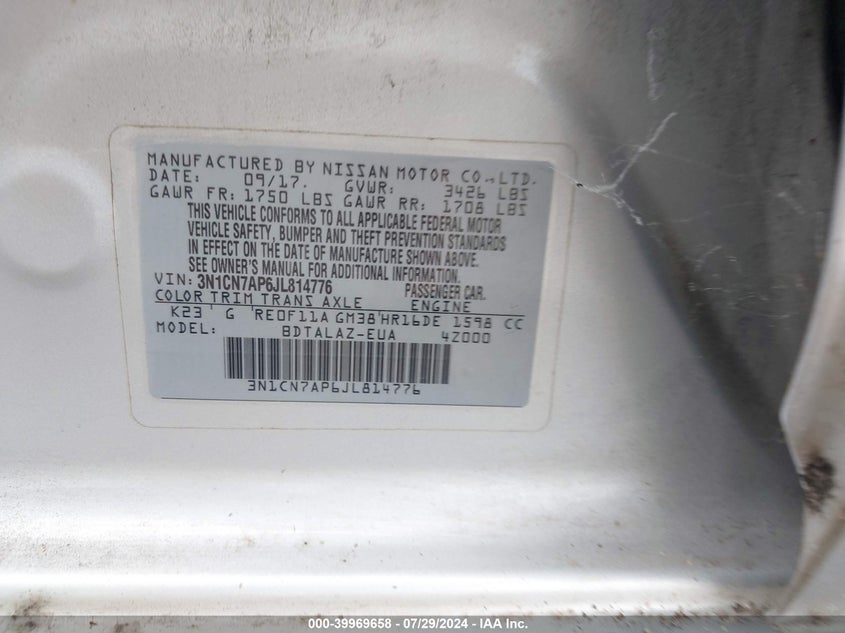 MANUFACTURED BY NISSAN MOTOR CO.,LTD.
DATE: 09/17. GVWR: 3426 LBS
GAWR FR: 1750 LBS GAWR RR: 1708 LBS
THIS VEHICLE CONFORMS TO ALL APPLICABLE FEDERAL MOTOR
VEHICLE SAFETY, BUMPER AND THEFT PREVENTION STANDARDS
IN EFFECT ON THE DATE OF MANUFACTURE SHOWN ABOVE.
SEE OWNER'S MANUAL FOR ADDITIONAL INFORMATION.
VIN: 3N1CN7AP6JL814776 PASSENGER CAR.
COLOR TRIM TRANS AXLE ENGINE
K23 ' G 'RE0F11A GM38'HR16DE 1598 CC
MODEL: BDTALAZ-EUA 42000
3N1CN7AP6JL814776
000-39969658 - 07/29/2024 - IAA Inc.